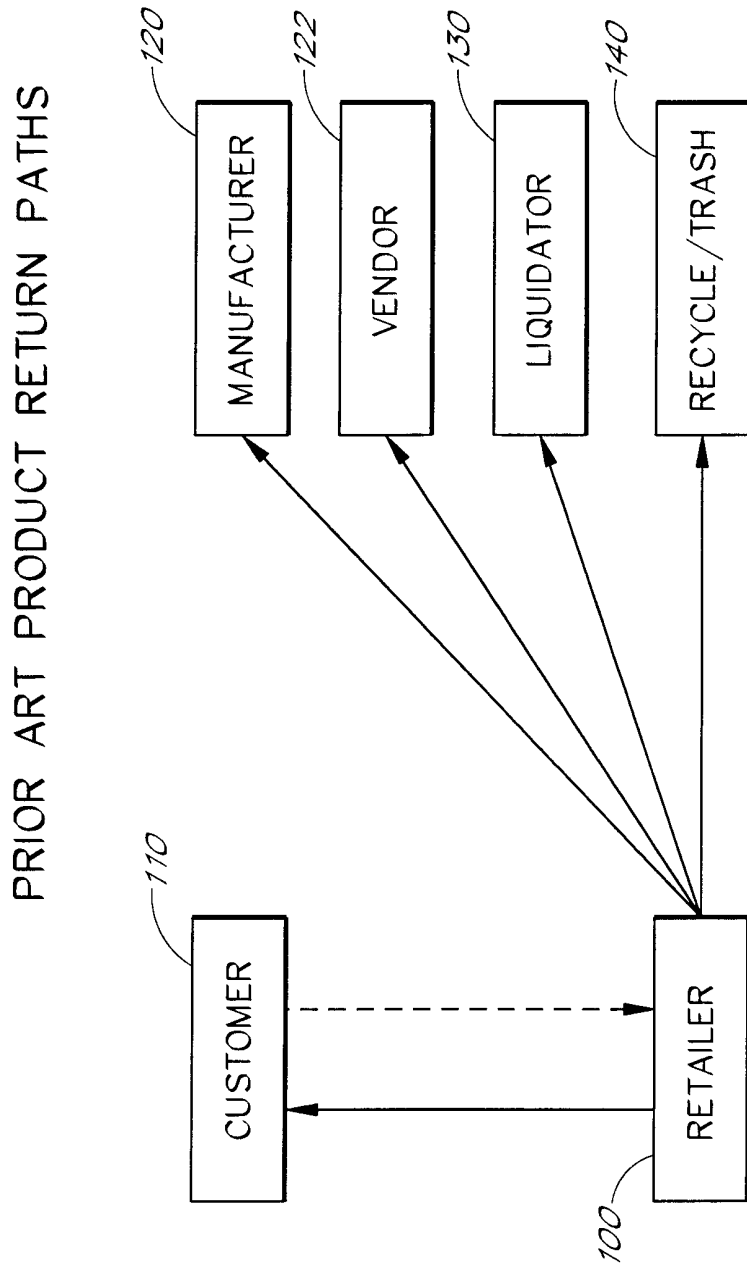 PRIOR ART PRODUCT RETURN PATHS
110
CUSTOMER
100
RETAILER
120
MANUFACTURER
122
VENDOR
130
LIQUIDATOR
140
RECYCLE/TRASH